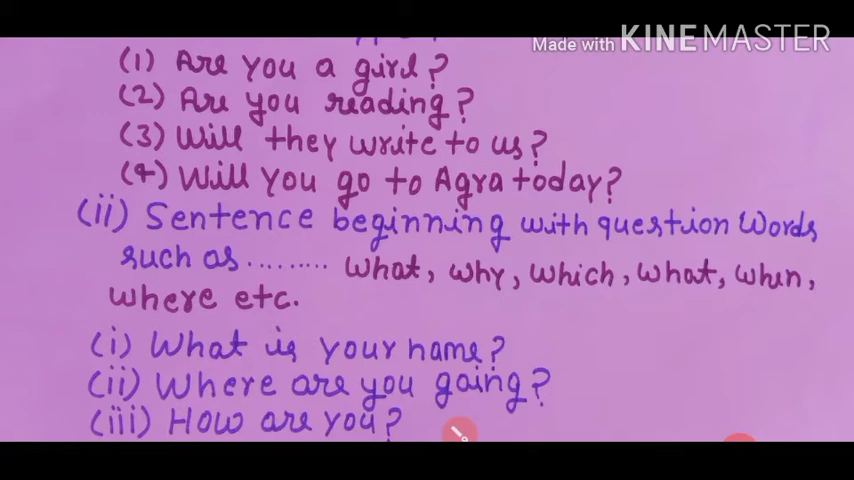 Made with KINEMASTER
(1) Are you a girl?
(2) Are you reading?
(3) Will they write to us?
(4) Will you go to Agra today?
(ii) Sentence beginning with question Words
such as ......... what, why, which, what, when,
where etc.
(i) What is your name?
(ii) Where are you going?
(iii) How are you?